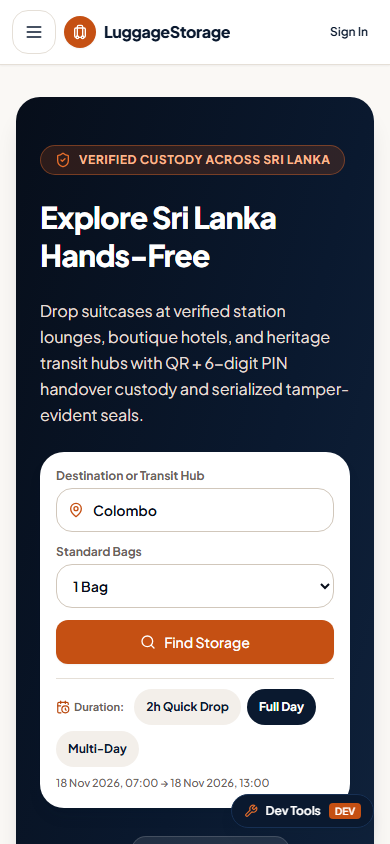 LuggageStorage
Sign In
VERIFIED CUSTODY ACROSS SRI LANKA
Explore Sri Lanka
Hands-Free
Drop suitcases at verified station
lounges, boutique hotels, and heritage
transit hubs with QR + 6-digit PIN
handover custody and serialized tamper-
evident seals.
Destination or Transit Hub
Colombo
Standard Bags
1 Bag
Find Storage
Duration:
2h Quick Drop
Full Day
Multi-Day
18 Nov 2026, 07:00 → 18 Nov 2026, 13:00
Dev Tools
DEV